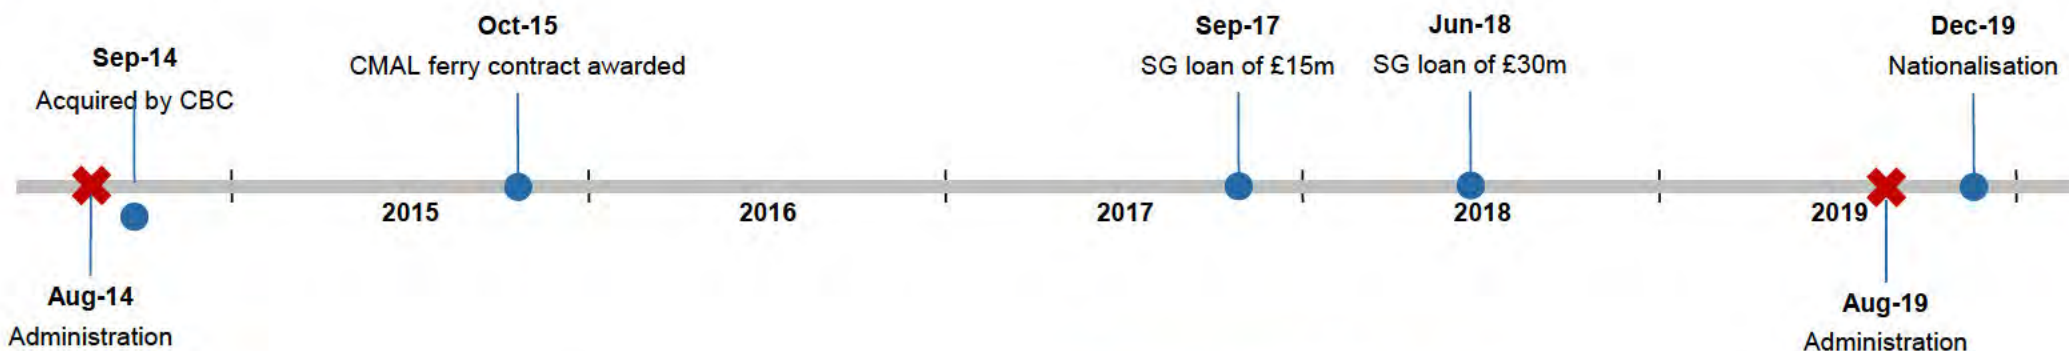 Sep-14
Acquired by CBC
Oct-15
CMAL ferry contract awarded
Sep-17
SG loan of £15m
Jun-18
SG loan of £30m
Dec-19
Nationalisation
2015
2016
2017
2018
2019
Aug-14
Administration
Aug-19
Administration